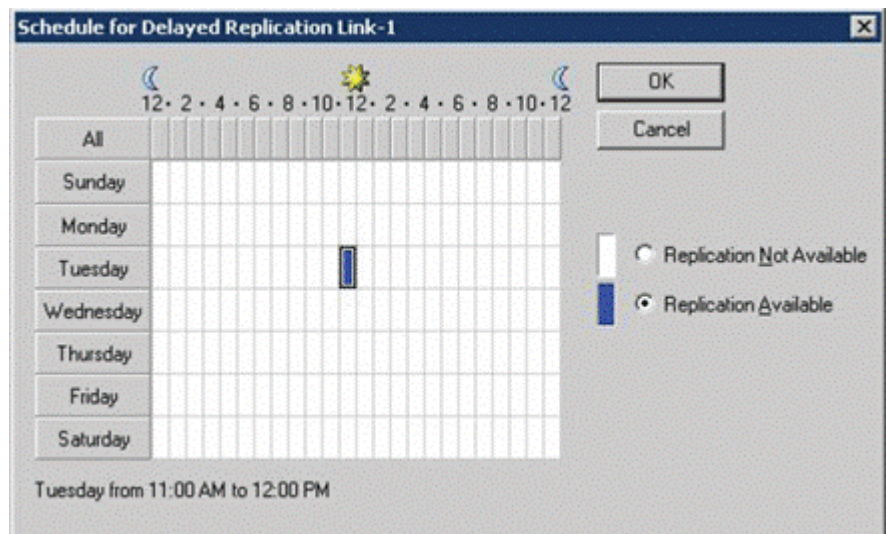 Schedule for Delayed Replication Link-1
12 · 2 · 4 · 6 · 8 · 10 · 12 · 2 · 4 · 6 · 8 · 10 · 12
OK
Cancel
All
Sunday
Monday
Tuesday
Wednesday
Thursday
Friday
Saturday
Replication Not Available
Replication Available
Tuesday from 11:00 AM to 12:00 PM